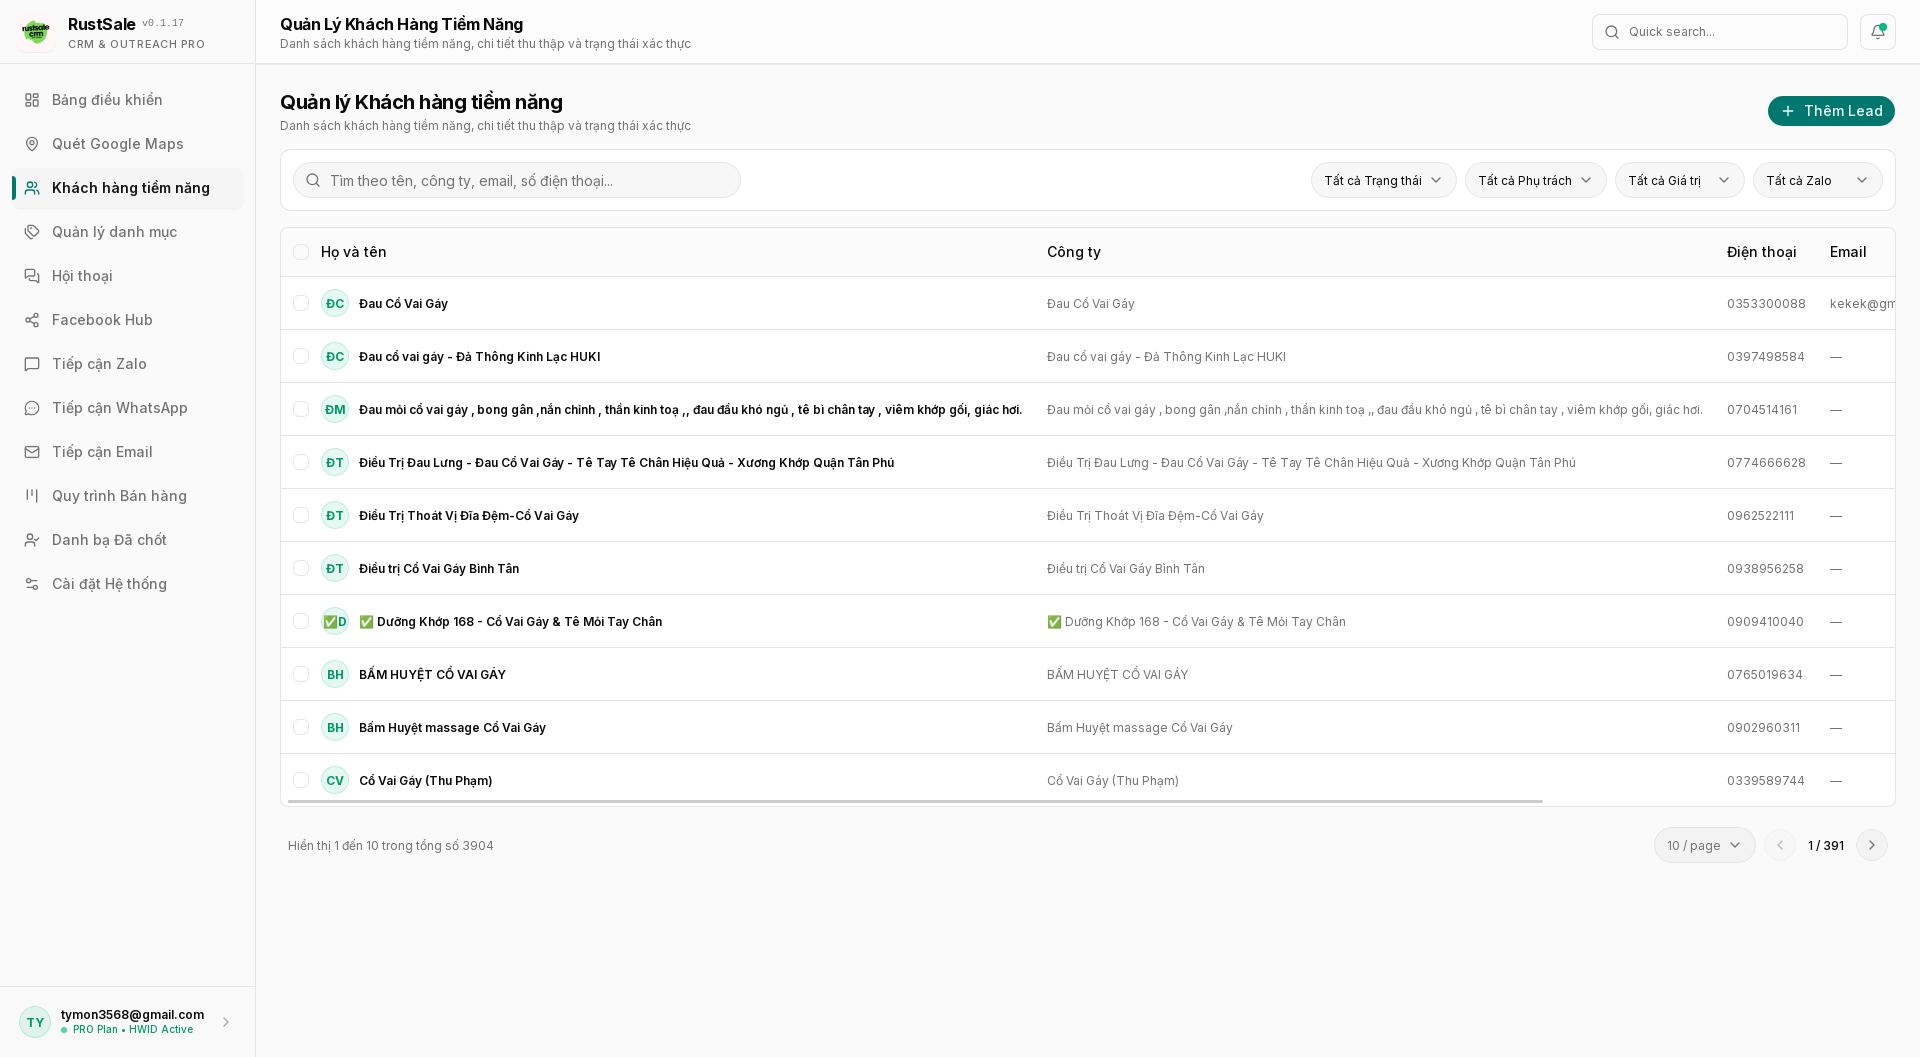 rustsale
crm
RustSale v0.1.17
CRM & OUTREACH PRO
Bảng điều khiển
Quét Google Maps
Khách hàng tiềm năng
Quản lý danh mục
Hội thoại
Facebook Hub
Tiếp cận Zalo
Tiếp cận WhatsApp
Tiếp cận Email
Quy trình Bán hàng
Danh bạ Đã chốt
Cài đặt Hệ thống
TY
tymon3568@gmail.com
PRO Plan • HWID Active
Quản Lý Khách Hàng Tiềm Năng
Danh sách khách hàng tiềm năng, chi tiết thu thập và trạng thái xác thực
Quick search...
Quản lý Khách hàng tiềm năng
Danh sách khách hàng tiềm năng, chi tiết thu thập và trạng thái xác thực
Thêm Lead
Tìm theo tên, công ty, email, số điện thoại...
Tất cả Trạng thái Tất cả Phụ trách Tất cả Giá trị Tất cả Zalo
Họ và tên Công ty Điện thoại Email
ĐC Đau Cổ Vai Gáy Đau Cổ Vai Gáy 0353300088 kekek@gm
ĐC Đau cổ vai gáy - Đả Thông Kinh Lạc HUKI Đau cổ vai gáy - Đả Thông Kinh Lạc HUKI 0397498584 —
ĐM Đau mỏi cổ vai gáy , bong gân ,nắn chỉnh , thần kinh toạ ,, đau đầu khó ngủ , tê bì chân tay , viêm khớp gối, giác hơi. Đau mỏi cổ vai gáy , bong gân ,nắn chỉnh , thần kinh toạ ,, đau đầu khó ngủ , tê bì chân tay , viêm khớp gối, giác hơi. 0704514161 —
ĐT Điều Trị Đau Lưng - Đau Cổ Vai Gáy - Tê Tay Tê Chân Hiệu Quả - Xương Khớp Quận Tân Phú Điều Trị Đau Lưng - Đau Cổ Vai Gáy - Tê Tay Tê Chân Hiệu Quả - Xương Khớp Quận Tân Phú 0774666628 —
ĐT Điều Trị Thoát Vị Đĩa Đệm-Cổ Vai Gáy Điều Trị Thoát Vị Đĩa Đệm-Cổ Vai Gáy 0962522111 —
ĐT Điều trị Cổ Vai Gáy Bình Tân Điều trị Cổ Vai Gáy Bình Tân 0938956258 —
✅D ✅ Dưỡng Khớp 168 - Cổ Vai Gáy & Tê Mỏi Tay Chân ✅ Dưỡng Khớp 168 - Cổ Vai Gáy & Tê Mỏi Tay Chân 0909410040 —
BH BẤM HUYỆT CỔ VAI GÁY BẤM HUYỆT CỔ VAI GÁY 0765019634 —
BH Bấm Huyệt massage Cổ Vai Gáy Bấm Huyệt massage Cổ Vai Gáy 0902960311 —
CV Cổ Vai Gáy (Thu Phạm) Cổ Vai Gáy (Thu Phạm) 0339589744 —
Hiển thị 1 đến 10 trong tổng số 3904
10 / page 1 / 391